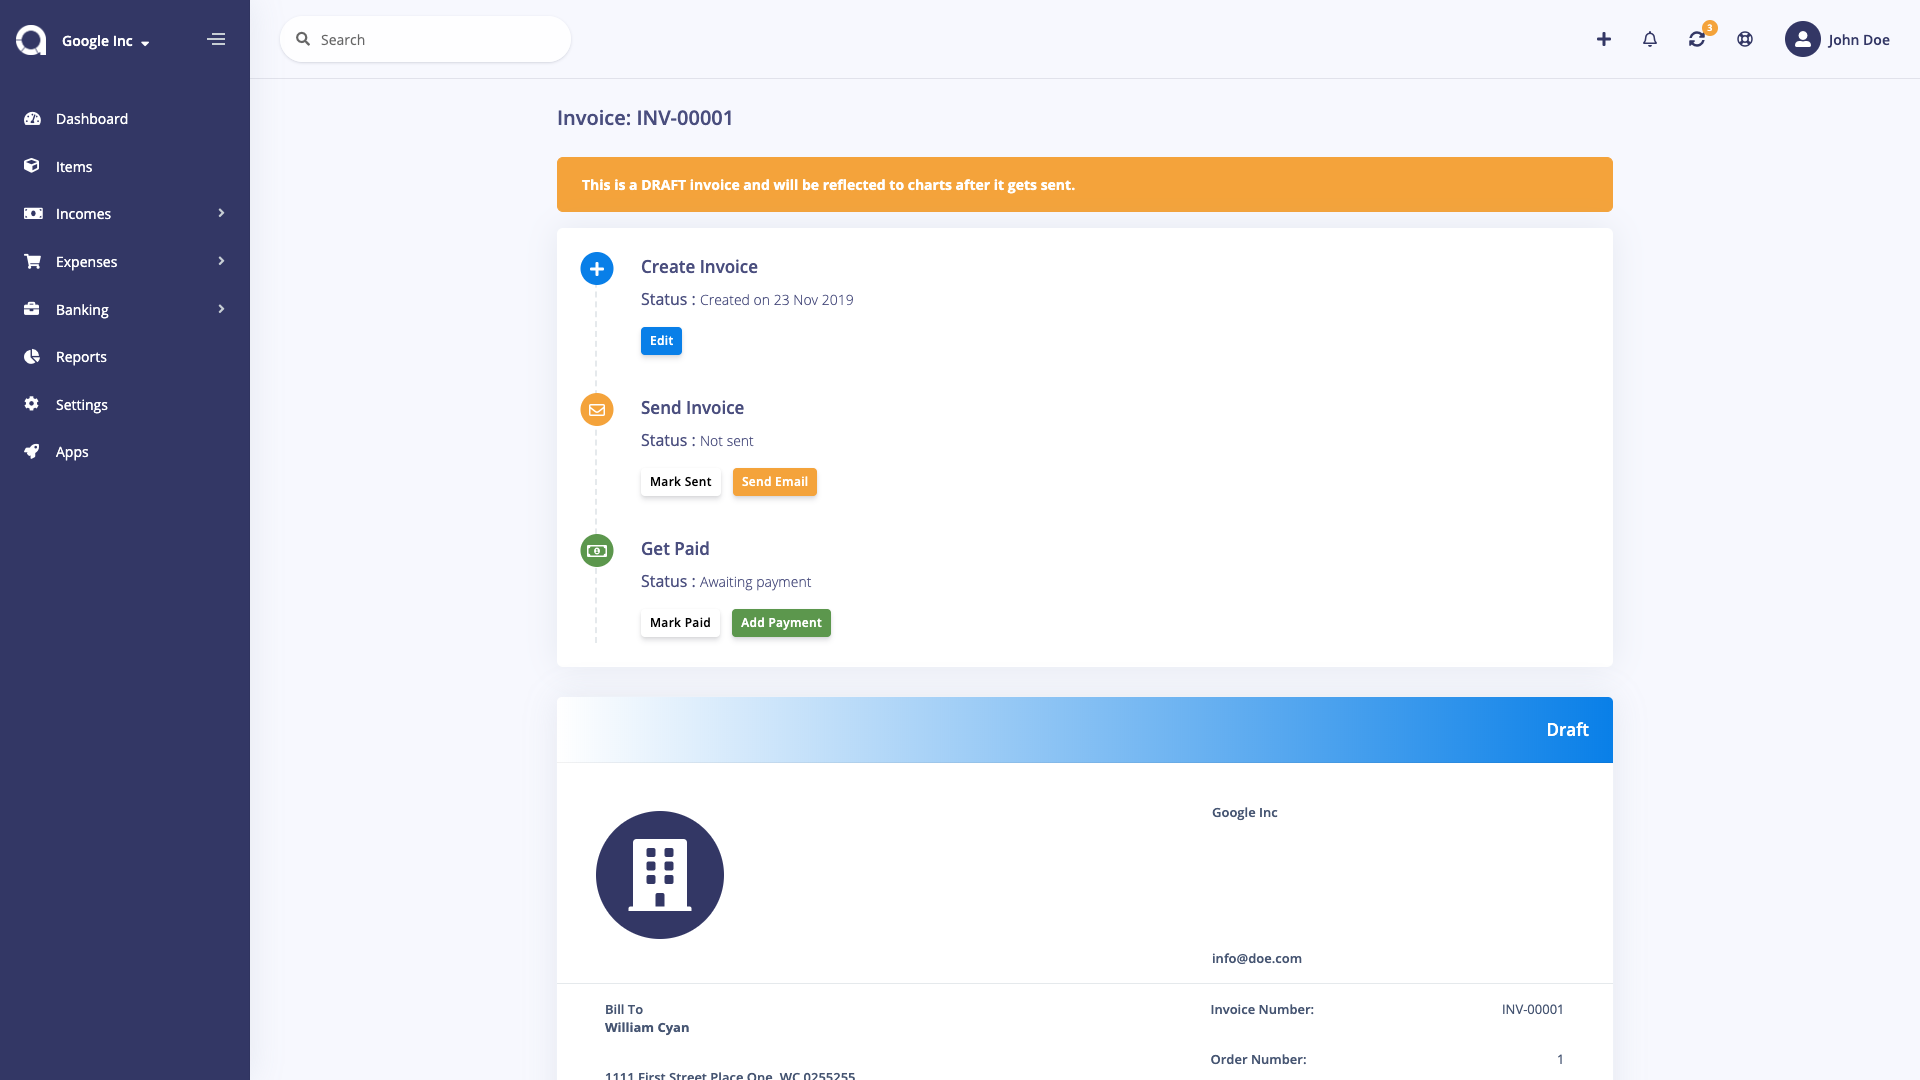 Google Inc
Search
3
John Doe
Dashboard
Items
Incomes
Expenses
Banking
Reports
Settings
Apps
Invoice: INV-00001
This is a DRAFT invoice and will be reflected to charts after it gets sent.
Create Invoice
Status : Created on 23 Nov 2019
Edit
Send Invoice
Status : Not sent
Mark Sent Send Email
Get Paid
Status : Awaiting payment
Mark Paid Add Payment
Draft
Google Inc
info@doe.com
Bill To
William Cyan
1111 First Street Place One, WC 0255255
Invoice Number: INV-00001
Order Number: 1